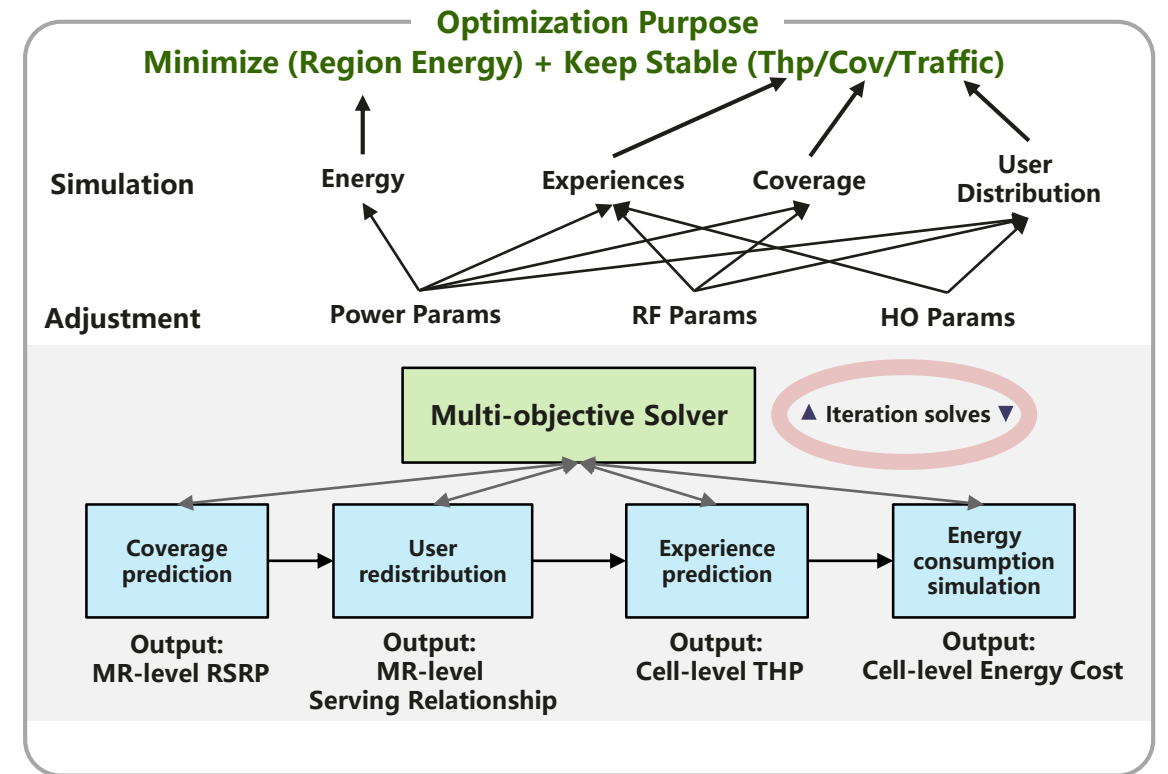 Optimization Purpose
Minimize (Region Energy) + Keep Stable (Thp/Cov/Traffic)
Simulation
Energy
Experiences
Coverage
User
Distribution
Adjustment
Power Params
RF Params
HO Params
Multi-objective Solver
▲ Iteration solves ▼
Coverage
prediction
User
redistribution
Experience
prediction
Energy
consumption
simulation
Output:
MR-level RSRP
Output:
MR-level
Serving Relationship
Output:
Cell-level THP
Output:
Cell-level Energy Cost